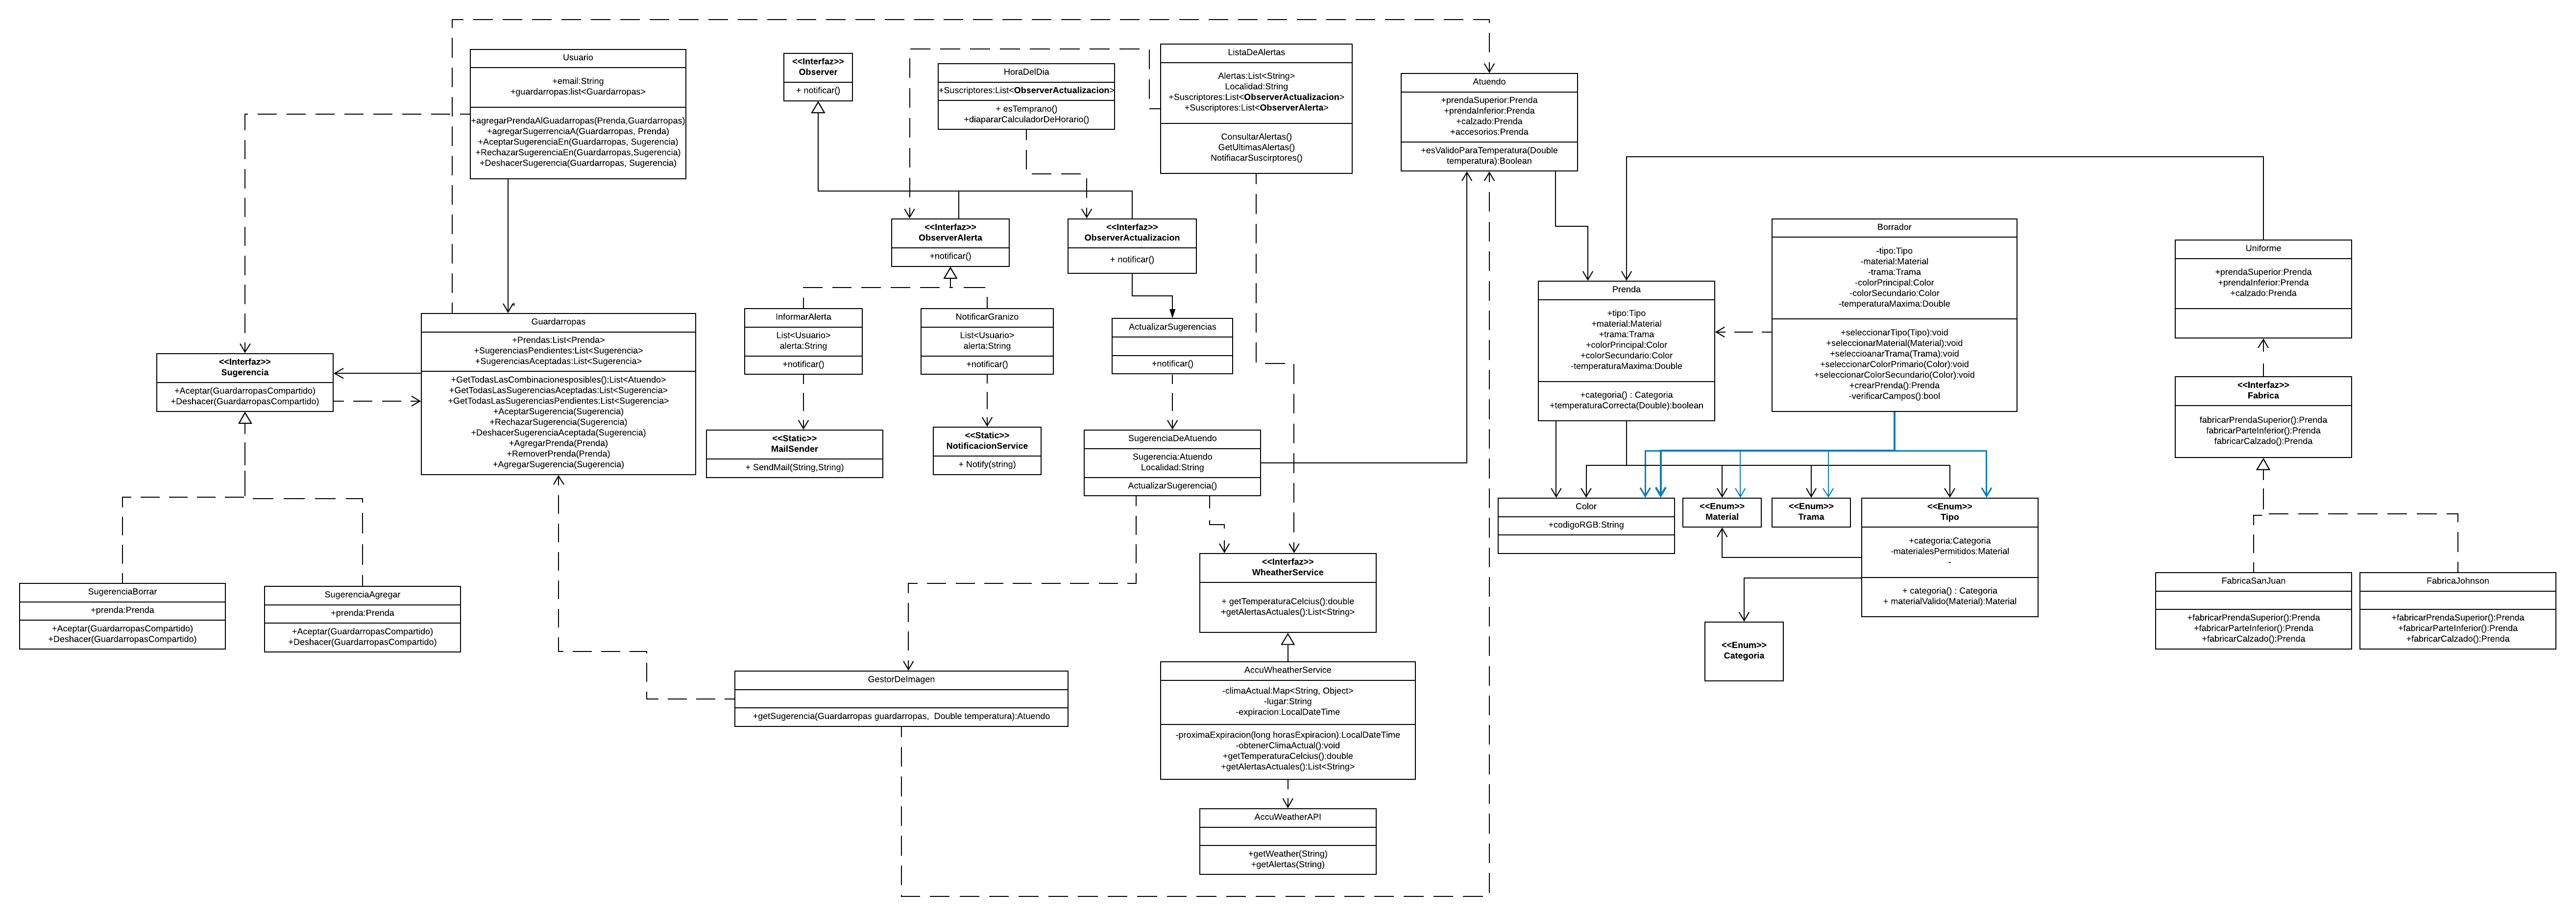 Usuario
+email:String
+guardarropas:list<Guardarropas>
+agregarPrendaAlGuadarropas(Prenda,Guardarropas)
+agregarSugerrenciaA(Guardarropas, Prenda)
+AceptarSugerenciaEn(Guardarropas, Sugerencia)
+RechazarSugerenciaEn(Guardarropas,Sugerencia)
+DeshacerSugerencia(Guardarropas, Sugerencia)
<<Interfaz>>
Observer
+ notificar()
HoraDelDia
+Suscriptores:List<ObserverActualizacion>
+ esTemprano()
+diapararCalculadorDeHorario()
ListaDeAlertas
Alertas:List<String>
Localidad:String
+Suscriptores:List<ObserverActualizacion>
+Suscriptores:List<ObserverAlerta>
ConsultarAlertas()
GetUltimasAlertas()
NotifiacarSuscirptores()
Atuendo
+prendaSuperior:Prenda
+prendaInferior:Prenda
+calzado:Prenda
+accesorios:Prenda
+esValidoParaTemperatura(Double
temperatura):Boolean
<<Interfaz>>
ObserverAlerta
+notificar()
<<Interfaz>>
ObserverActualizacion
+ notificar()
Borrador
-tipo:Tipo
-material:Material
-trama:Trama
-colorPrincipal:Color
-colorSecundario:Color
-temperaturaMaxima:Double
+seleccionarTipo(Tipo):void
+seleccionarMaterial(Material):void
+seleccioanarTrama(Trama):void
+seleccionarColorPrimario(Color):void
+seleccionarColorSecundario(Color):void
+crearPrenda():Prenda
-verificarCampos():bool
Uniforme
+prendaSuperior:Prenda
+prendaInferior:Prenda
+calzado:Prenda
Prenda
+tipo:Tipo
+material:Material
+trama:Trama
+colorPrincipal:Color
+colorSecundario:Color
-temperaturaMaxima:Double
+categoria() : Categoria
+temperaturaCorrecta(Double):boolean
Guardarropas
+Prendas:List<Prenda>
+SugerenciasPendientes:List<Sugerencia>
+SugerenciasAceptadas:List<Sugerencia>
+GetTodasLasCombinacionesposibles():List<Atuendo>
+GetTodasLasSugerenciasAceptadas:List<Sugerencia>
+GetTodasLasSugerenciasPendientes:List<Sugerencia>
+AceptarSugerencia(Sugerencia)
+RechazarSugerencia(Sugerencia)
+DeshacerSugerenciaAceptada(Sugerencia)
+AgregarPrenda(Prenda)
+RemoverPrenda(Prenda)
+AgregarSugerencia(Sugerencia)
InformarAlerta
List<Usuario>
alerta:String
+notificar()
NotificarGranizo
List<Usuario>
alerta:String
+notificar()
ActualizarSugerencias
+notificar()
<<Interfaz>>
Sugerencia
+Aceptar(GuardarropasCompartido)
+Deshacer(GuardarropasCompartido)
<<Interfaz>>
Fabrica
fabricarPrendaSuperior():Prenda
fabricarParteInferior():Prenda
fabricarCalzado():Prenda
<<Static>>
MailSender
+ SendMail(String,String)
<<Static>>
NotificacionService
+ Notify(string)
SugerenciaDeAtuendo
Sugerencia:Atuendo
Localidad:String
ActualizarSugerencia()
Color
+codigoRGB:String
<<Enum>>
Material
<<Enum>>
Trama
<<Enum>>
Tipo
+categoria:Categoria
-materialesPermitidos:Material
-
+ categoria() : Categoria
+ materialValido(Material):Material
<<Interfaz>>
WheatherService
+ getTemperaturaCelcius():double
+getAlertasActuales():List<String>
SugerenciaBorrar
+prenda:Prenda
+Aceptar(GuardarropasCompartido)
+Deshacer(GuardarropasCompartido)
SugerenciaAgregar
+prenda:Prenda
+Aceptar(GuardarropasCompartido)
+Deshacer(GuardarropasCompartido)
FabricaSanJuan
+fabricarPrendaSuperior():Prenda
+fabricarParteInferior():Prenda
+fabricarCalzado():Prenda
FabricaJohnson
+fabricarPrendaSuperior():Prenda
+fabricarParteInferior():Prenda
+fabricarCalzado():Prenda
<<Enum>>
Categoria
GestorDeImagen
+getSugerencia(Guardarropas guardarropas, Double temperatura):Atuendo
AccuWheatherService
-climaActual:Map<String, Object>
-lugar:String
-expiracion:LocalDateTime
-proximaExpiracion(long horasExpiracion):LocalDateTime
-obtenerClimaActual():void
+getTemperaturaCelcius():double
+getAlertasActuales():List<String>
AccuWeatherAPI
+getWeather(String)
+getAlertas(String)